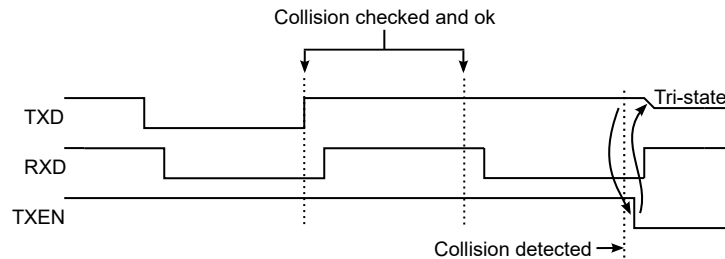 Collision checked and ok
Tri-state
TXD
RXD
TXEN
Collision detected